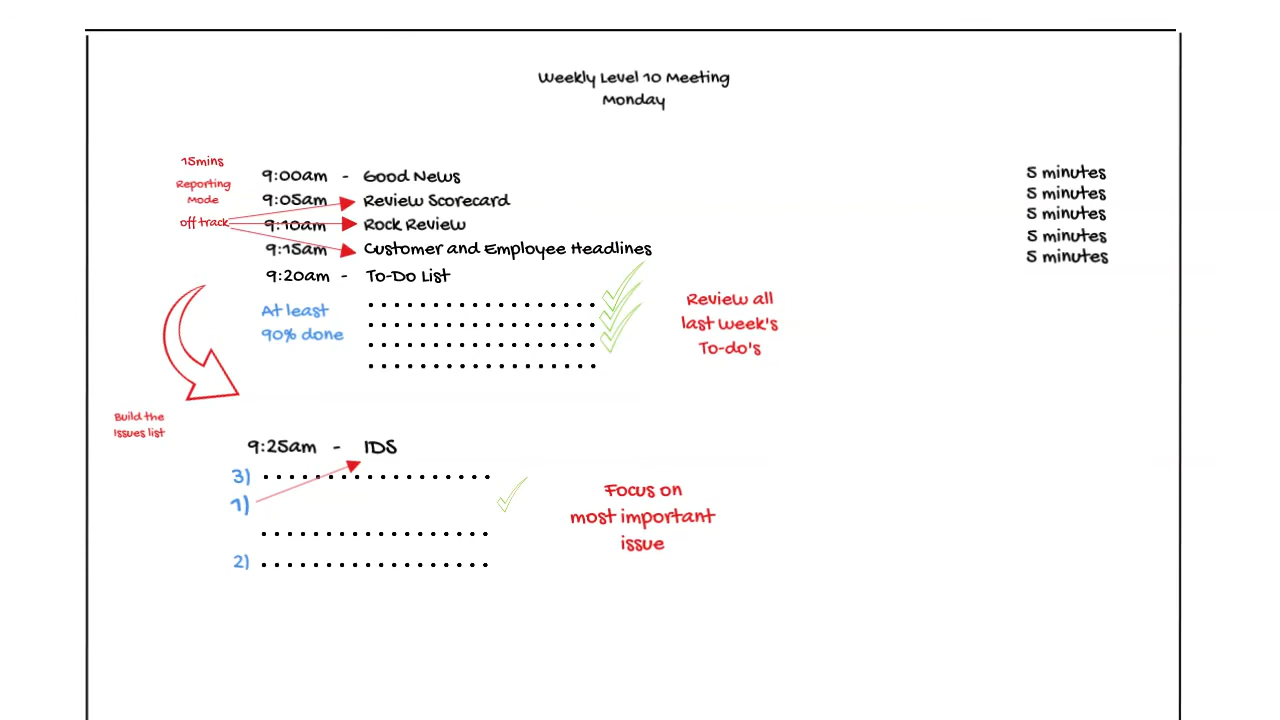 Weekly Level 10 Meeting
Monday
15mins
Reporting
Mode
off track
9:00am - Good News 5 minutes
9:05am Review Scorecard 5 minutes
9:10am Rock Review 5 minutes
9:15am Customer and Employee Headlines 5 minutes
9:20am - To-Do List 5 minutes
At least
90% done
Review all
last week's
To-do's
Build the
Issues list
9:25am - IDS
3)
1)
2)
Focus on
most important
issue